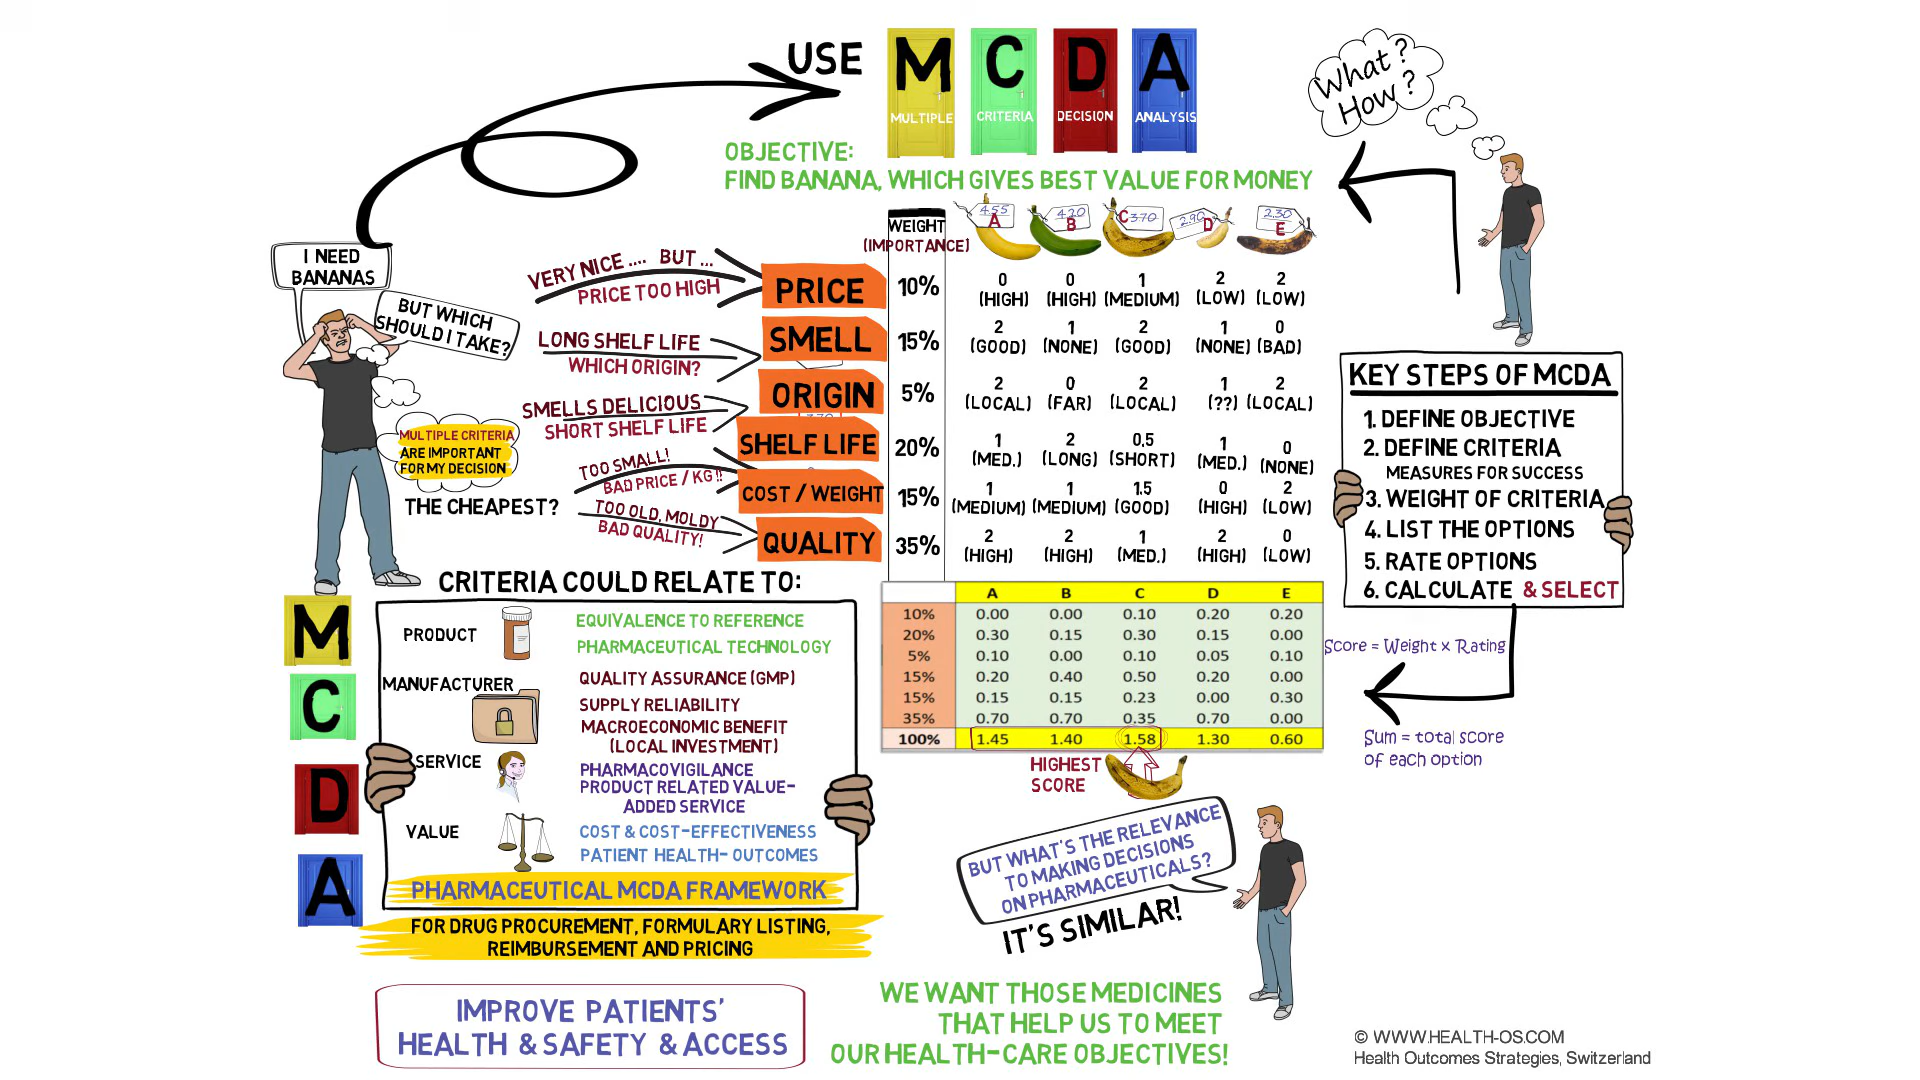 USE
M C D A
MULTIPLE CRITERIA DECISION ANALYSIS
What?
How?
OBJECTIVE:
FIND BANANA, WHICH GIVES BEST VALUE FOR MONEY
I NEED
BANANAS
BUT WHICH
SHOULD I TAKE?
MULTIPLE CRITERIA
ARE IMPORTANT
FOR MY DECISION
THE CHEAPEST?
VERY NICE .... BUT ...
PRICE TOO HIGH
LONG SHELF LIFE
WHICH ORIGIN?
SMELLS DELICIOUS
SHORT SHELF LIFE
TOO SMALL!
BAD PRICE / KG !!
TOO OLD, MOLDY
BAD QUALITY!
WEIGHT
(IMPORTANCE)
4.55 4.20 3.70 2.90 2.30
A B C D E
PRICE 10% 0 0 1 2 2
(HIGH) (HIGH) (MEDIUM) (LOW) (LOW)
SMELL 15% 2 1 2 1 0
(GOOD) (NONE) (GOOD) (NONE) (BAD)
ORIGIN 5% 2 0 2 1 2
(LOCAL) (FAR) (LOCAL) (??) (LOCAL)
SHELF LIFE 20% 1 2 0,5 1 0
(MED.) (LONG) (SHORT) (MED.) (NONE)
COST / WEIGHT 15% 1 1 1.5 0 2
(MEDIUM) (MEDIUM) (GOOD) (HIGH) (LOW)
QUALITY 35% 2 2 1 2 0
(HIGH) (HIGH) (MED.) (HIGH) (LOW)
KEY STEPS OF MCDA
1. DEFINE OBJECTIVE
2. DEFINE CRITERIA
MEASURES FOR SUCCESS
3. WEIGHT OF CRITERIA
4. LIST THE OPTIONS
5. RATE OPTIONS
6. CALCULATE & SELECT
Score = Weight x Rating
Sum = total score
of each option
A B C D E
10% 0.00 0.00 0.10 0.20 0.20
20% 0.30 0.15 0.30 0.15 0.00
5% 0.10 0.00 0.10 0.05 0.10
15% 0.20 0.40 0.50 0.20 0.00
15% 0.15 0.15 0.23 0.00 0.30
35% 0.70 0.70 0.35 0.70 0.00
100% 1.45 1.40 1.58 1.30 0.60
HIGHEST
SCORE
CRITERIA COULD RELATE TO:
M
C
D
A
PRODUCT
EQUIVALENCE TO REFERENCE
PHARMACEUTICAL TECHNOLOGY
MANUFACTURER
QUALITY ASSURANCE (GMP)
SUPPLY RELIABILITY
MACROECONOMIC BENEFIT
(LOCAL INVESTMENT)
SERVICE
PHARMACOVIGILANCE
PRODUCT RELATED VALUE-
ADDED SERVICE
VALUE
COST & COST-EFFECTIVENESS
PATIENT HEALTH- OUTCOMES
PHARMACEUTICAL MCDA FRAMEWORK
FOR DRUG PROCUREMENT, FORMULARY LISTING,
REIMBURSEMENT AND PRICING
IMPROVE PATIENTS'
HEALTH & SAFETY & ACCESS
BUT WHAT'S THE RELEVANCE
TO MAKING DECISIONS
ON PHARMACEUTICALS?
IT'S SIMILAR!
WE WANT THOSE MEDICINES
THAT HELP US TO MEET
OUR HEALTH-CARE OBJECTIVES!
© WWW.HEALTH-OS.COM
Health Outcomes Strategies, Switzerland